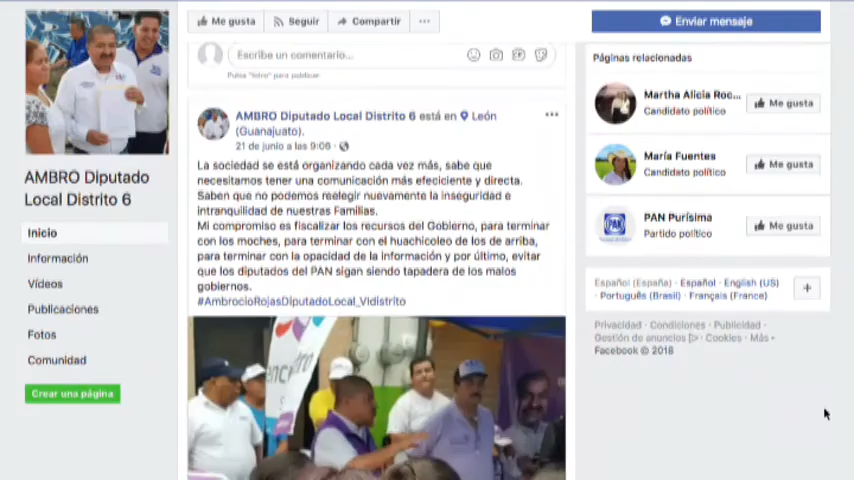 Me gusta
Seguir
Compartir
Enviar mensaje
Escribe un comentario...
Pulsa "Intro" para publicar.
AMBRO Diputado Local Distrito 6 está en León
(Guanajuato).
21 de junio a las 9:06 ·
La sociedad se está organizando cada vez más, sabe que
necesitamos tener una comunicación más efeciciente y directa.
Saben que no podemos reelegir nuevamente la inseguridad e
intranquilidad de nuestras Familias.
Mi compromiso es fiscalizar los recursos del Gobierno, para terminar
con los moches, para terminar con el huachicoleo de los de arriba,
para terminar con la opacidad de la información y por último, evitar
que los diputados del PAN sigan siendo tapadera de los malos
gobiernos.
#AmbrocioRojasDiputadoLocal_VIdistrito
AMBRO Diputado
Local Distrito 6
Inicio
Información
Vídeos
Publicaciones
Fotos
Comunidad
Crear una página
Páginas relacionadas
Martha Alicia Roc...
Candidato político
Me gusta
María Fuentes
Candidato político
Me gusta
PAN
PAN Purísima
Partido político
Me gusta
Español (España) · Español · English (US)
· Português (Brasil) · Français (France)
Privacidad · Condiciones · Publicidad ·
Gestión de anuncios · Cookies · Más ·
Facebook © 2018